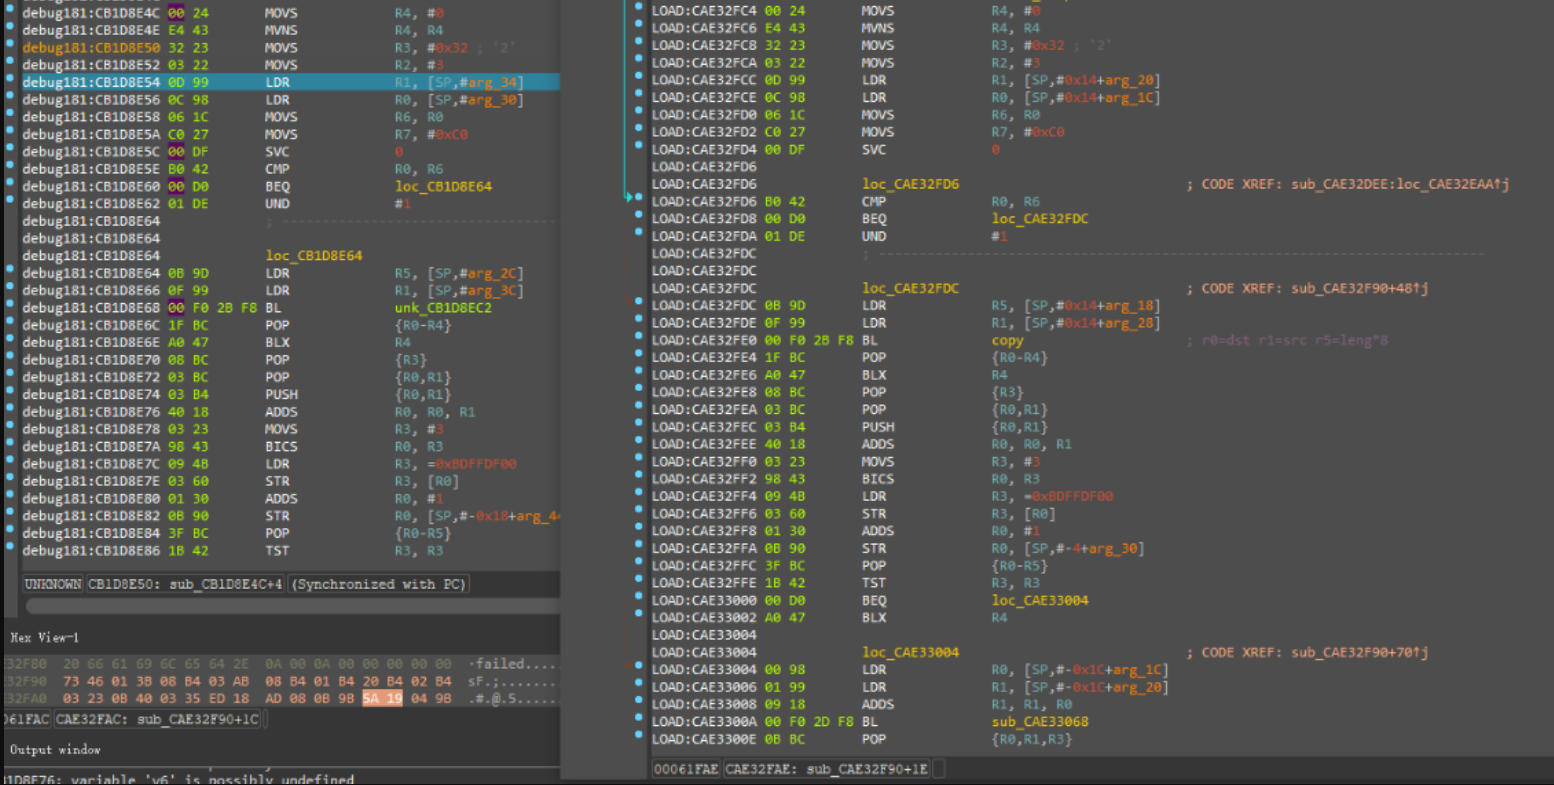 debug181:CB1D8E4C 00 24 MOVS R4, #0
debug181:CB1D8E4E E4 43 MVNS R4, R4
debug181:CB1D8E50 32 23 MOVS R3, #0x32 ; '2'
debug181:CB1D8E52 03 22 MOVS R2, #3
debug181:CB1D8E54 0D 99 LDR R1, [SP,#arg_34]
debug181:CB1D8E56 0C 98 LDR R0, [SP,#arg_30]
debug181:CB1D8E58 06 1C MOVS R6, R0
debug181:CB1D8E5A C0 27 MOVS R7, #0xC0
debug181:CB1D8E5C 00 DF SVC 0
debug181:CB1D8E5E B0 42 CMP R0, R6
debug181:CB1D8E60 00 D0 BEQ loc_CB1D8E64
debug181:CB1D8E62 01 DE UND #1
debug181:CB1D8E64 ; ---------------------------------------
debug181:CB1D8E64
debug181:CB1D8E64 loc_CB1D8E64
debug181:CB1D8E64 0B 9D LDR R5, [SP,#arg_2C]
debug181:CB1D8E66 0F 99 LDR R1, [SP,#arg_3C]
debug181:CB1D8E68 00 F0 2B F8 BL unk_CB1D8EC2
debug181:CB1D8E6C 1F BC POP {R0-R4}
debug181:CB1D8E6E A0 47 BLX R4
debug181:CB1D8E70 08 BC POP {R3}
debug181:CB1D8E72 03 BC POP {R0,R1}
debug181:CB1D8E74 03 B4 PUSH {R0,R1}
debug181:CB1D8E76 40 18 ADDS R0, R0, R1
debug181:CB1D8E78 03 23 MOVS R3, #3
debug181:CB1D8E7A 98 43 BICS R0, R3
debug181:CB1D8E7C 09 4B LDR R3, =0xBDFFDF00
debug181:CB1D8E7E 03 60 STR R3, [R0]
debug181:CB1D8E80 01 30 ADDS R0, #1
debug181:CB1D8E82 0B 90 STR R0, [SP,#-0x18+arg_4
debug181:CB1D8E84 3F BC POP {R0-R5}
debug181:CB1D8E86 1B 42 TST R3, R3
UNKNOWN CB1D8E50: sub_CB1D8E4C+4 (Synchronized with PC)
Hex View-1
32F80 20 66 61 69 6C 65 64 2E 0A 00 0A 00 00 00 00 00 ·failed.....
32F90 73 46 01 3B 08 B4 03 AB 08 B4 01 B4 20 B4 02 B4 sF.;........
32FA0 03 23 0B 40 03 35 ED 18 AD 08 0B 9B 5A 19 04 9B .#.@.5......
061FAC CAE32FAC: sub_CAE32F90+1C
Output window
1D8E76: variable 'v6' is possibly undefined
LOAD:CAE32FC4 00 24 MOVS R4, #0
LOAD:CAE32FC6 E4 43 MVNS R4, R4
LOAD:CAE32FC8 32 23 MOVS R3, #0x32 ; '2'
LOAD:CAE32FCA 03 22 MOVS R2, #3
LOAD:CAE32FCC 0D 99 LDR R1, [SP,#0x14+arg_20]
LOAD:CAE32FCE 0C 98 LDR R0, [SP,#0x14+arg_1C]
LOAD:CAE32FD0 06 1C MOVS R6, R0
LOAD:CAE32FD2 C0 27 MOVS R7, #0xC0
LOAD:CAE32FD4 00 DF SVC 0
LOAD:CAE32FD6
LOAD:CAE32FD6 loc_CAE32FD6 ; CODE XREF: sub_CAE32DEE:loc_CAE32EAA↑j
LOAD:CAE32FD6 B0 42 CMP R0, R6
LOAD:CAE32FD8 00 D0 BEQ loc_CAE32FDC
LOAD:CAE32FDA 01 DE UND #1
LOAD:CAE32FDC ; ---------------------------------------------------------------------------
LOAD:CAE32FDC
LOAD:CAE32FDC loc_CAE32FDC ; CODE XREF: sub_CAE32F90+48↑j
LOAD:CAE32FDC 0B 9D LDR R5, [SP,#0x14+arg_18]
LOAD:CAE32FDE 0F 99 LDR R1, [SP,#0x14+arg_28]
LOAD:CAE32FE0 00 F0 2B F8 BL copy ; r0=dst r1=src r5=leng*8
LOAD:CAE32FE4 1F BC POP {R0-R4}
LOAD:CAE32FE6 A0 47 BLX R4
LOAD:CAE32FE8 08 BC POP {R3}
LOAD:CAE32FEA 03 BC POP {R0,R1}
LOAD:CAE32FEC 03 B4 PUSH {R0,R1}
LOAD:CAE32FEE 40 18 ADDS R0, R0, R1
LOAD:CAE32FF0 03 23 MOVS R3, #3
LOAD:CAE32FF2 98 43 BICS R0, R3
LOAD:CAE32FF4 09 4B LDR R3, =0xBDFFDF00
LOAD:CAE32FF6 03 60 STR R3, [R0]
LOAD:CAE32FF8 01 30 ADDS R0, #1
LOAD:CAE32FFA 0B 90 STR R0, [SP,#-4+arg_30]
LOAD:CAE32FFC 3F BC POP {R0-R5}
LOAD:CAE32FFE 1B 42 TST R3, R3
LOAD:CAE33000 00 D0 BEQ loc_CAE33004
LOAD:CAE33002 A0 47 BLX R4
LOAD:CAE33004
LOAD:CAE33004 loc_CAE33004 ; CODE XREF: sub_CAE32F90+70↑j
LOAD:CAE33004 00 98 LDR R0, [SP,#-0x1C+arg_1C]
LOAD:CAE33006 01 99 LDR R1, [SP,#-0x1C+arg_20]
LOAD:CAE33008 09 18 ADDS R1, R1, R0
LOAD:CAE3300A 00 F0 2D F8 BL sub_CAE33068
LOAD:CAE3300E 0B BC POP {R0,R1,R3}
00061FAE CAE32FAE: sub_CAE32F90+1E